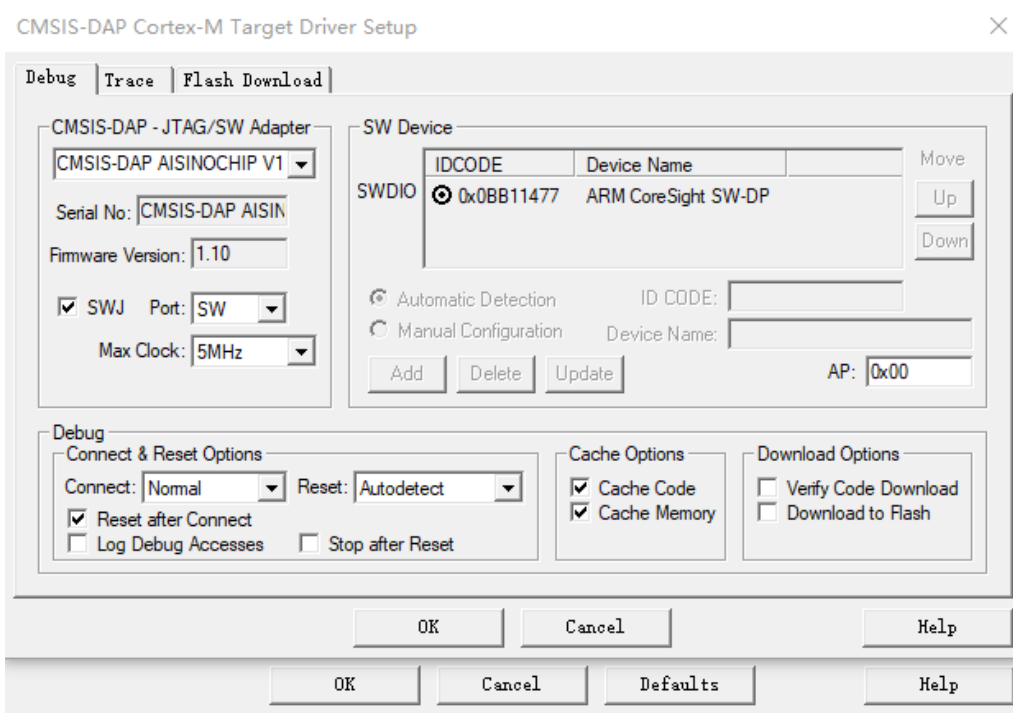 CMSIS-DAP Cortex-M Target Driver Setup
Debug Trace Flash Download
CMSIS-DAP - JTAG/SW Adapter
CMSIS-DAP AISINOCHIP V1
Serial No: CMSIS-DAP AISIN
Firmware Version: 1.10
SWJ Port: SW
Max Clock: 5MHz
SW Device
IDCODE Device Name
SWDIO 0x0BB11477 ARM CoreSight SW-DP
Move
Up
Down
Automatic Detection ID CODE:
Manual Configuration Device Name:
Add Delete Update AP: 0x00
Debug
Connect & Reset Options
Connect: Normal Reset: Autodetect
Reset after Connect
Log Debug Accesses Stop after Reset
Cache Options
Cache Code
Cache Memory
Download Options
Verify Code Download
Download to Flash
OK Cancel Help
OK Cancel Defaults Help